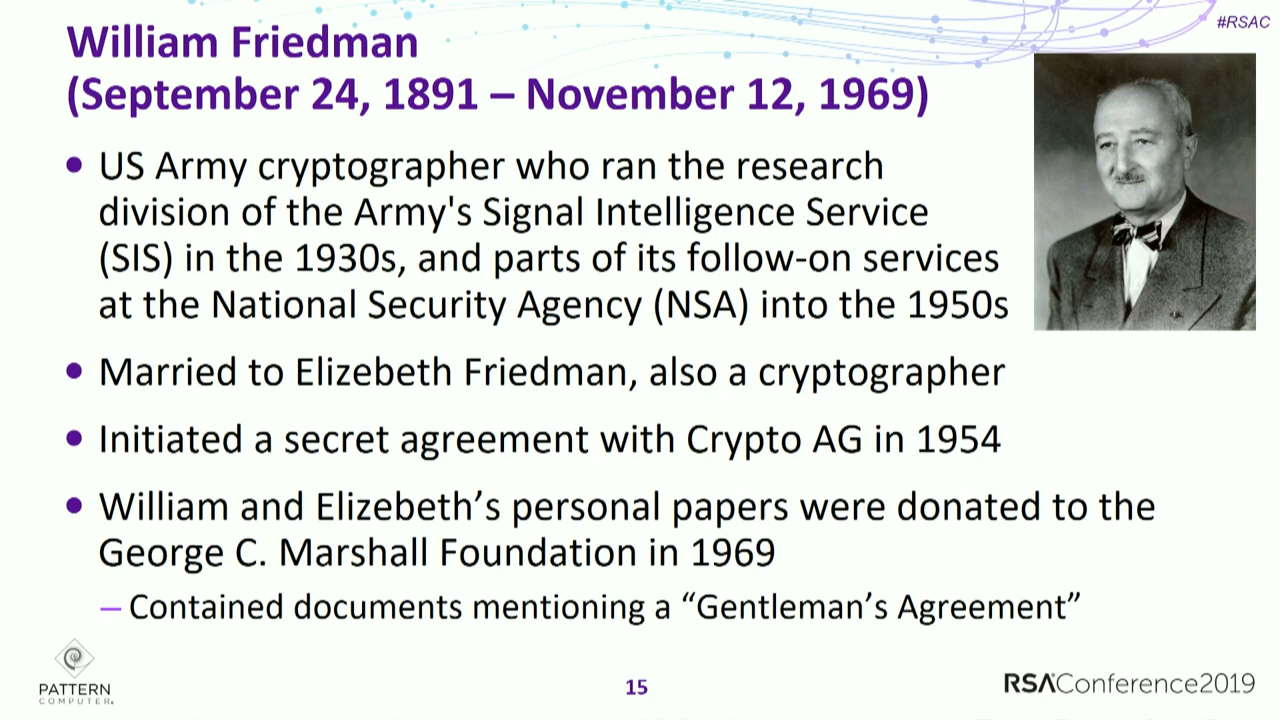 #RSAC
William Friedman
(September 24, 1891 – November 12, 1969)
• US Army cryptographer who ran the research
division of the Army's Signal Intelligence Service
(SIS) in the 1930s, and parts of its follow-on services
at the National Security Agency (NSA) into the 1950s
• Married to Elizebeth Friedman, also a cryptographer
• Initiated a secret agreement with Crypto AG in 1954
• William and Elizebeth’s personal papers were donated to the
George C. Marshall Foundation in 1969
– Contained documents mentioning a “Gentleman’s Agreement”
PATTERN
COMPUTER
15
RSAConference2019